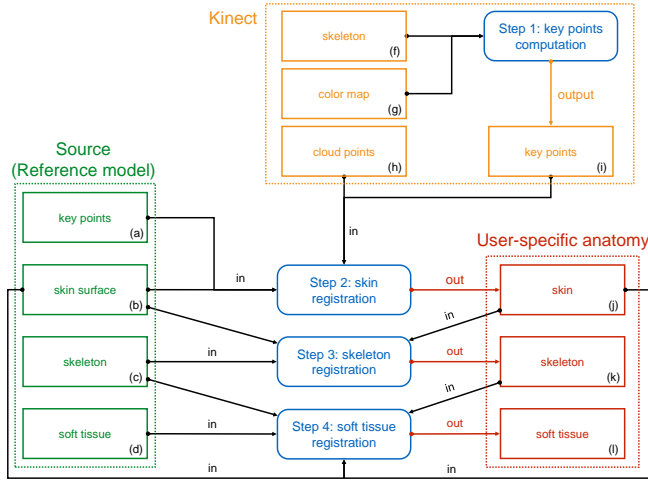 Kinect
skeleton
(f)
Step 1: key points
computation
color map
(g)
output
cloud points
(h)
key points
(i)
Source
(Reference model)
key points
(a)
in
User-specific anatomy
skin surface
(b)
in
Step 2: skin
registration
out
skin
(j)
in
skeleton
(c)
in
Step 3: skeleton
registration
out
skeleton
(k)
in
soft tissue
(d)
in
Step 4: soft tissue
registration
out
soft tissue
(l)
in
in